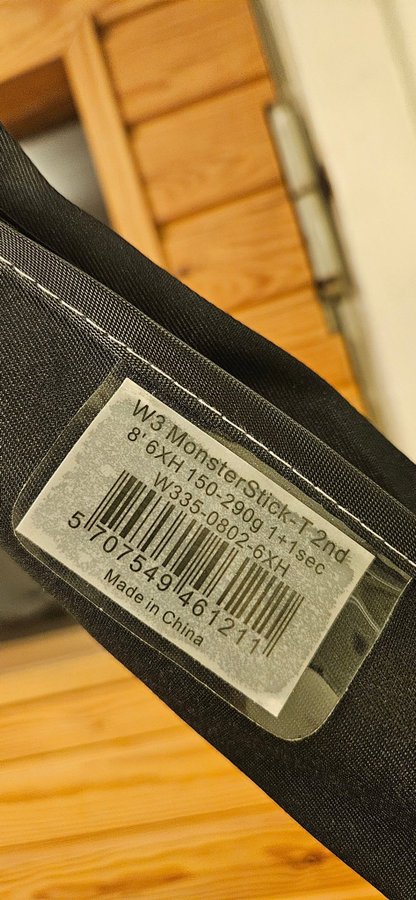 W3 MonsterStick-T 2nd
8' 6XH 150-290g 1+1sec
W335-0802-6XH
5 707549 461211
Made in China